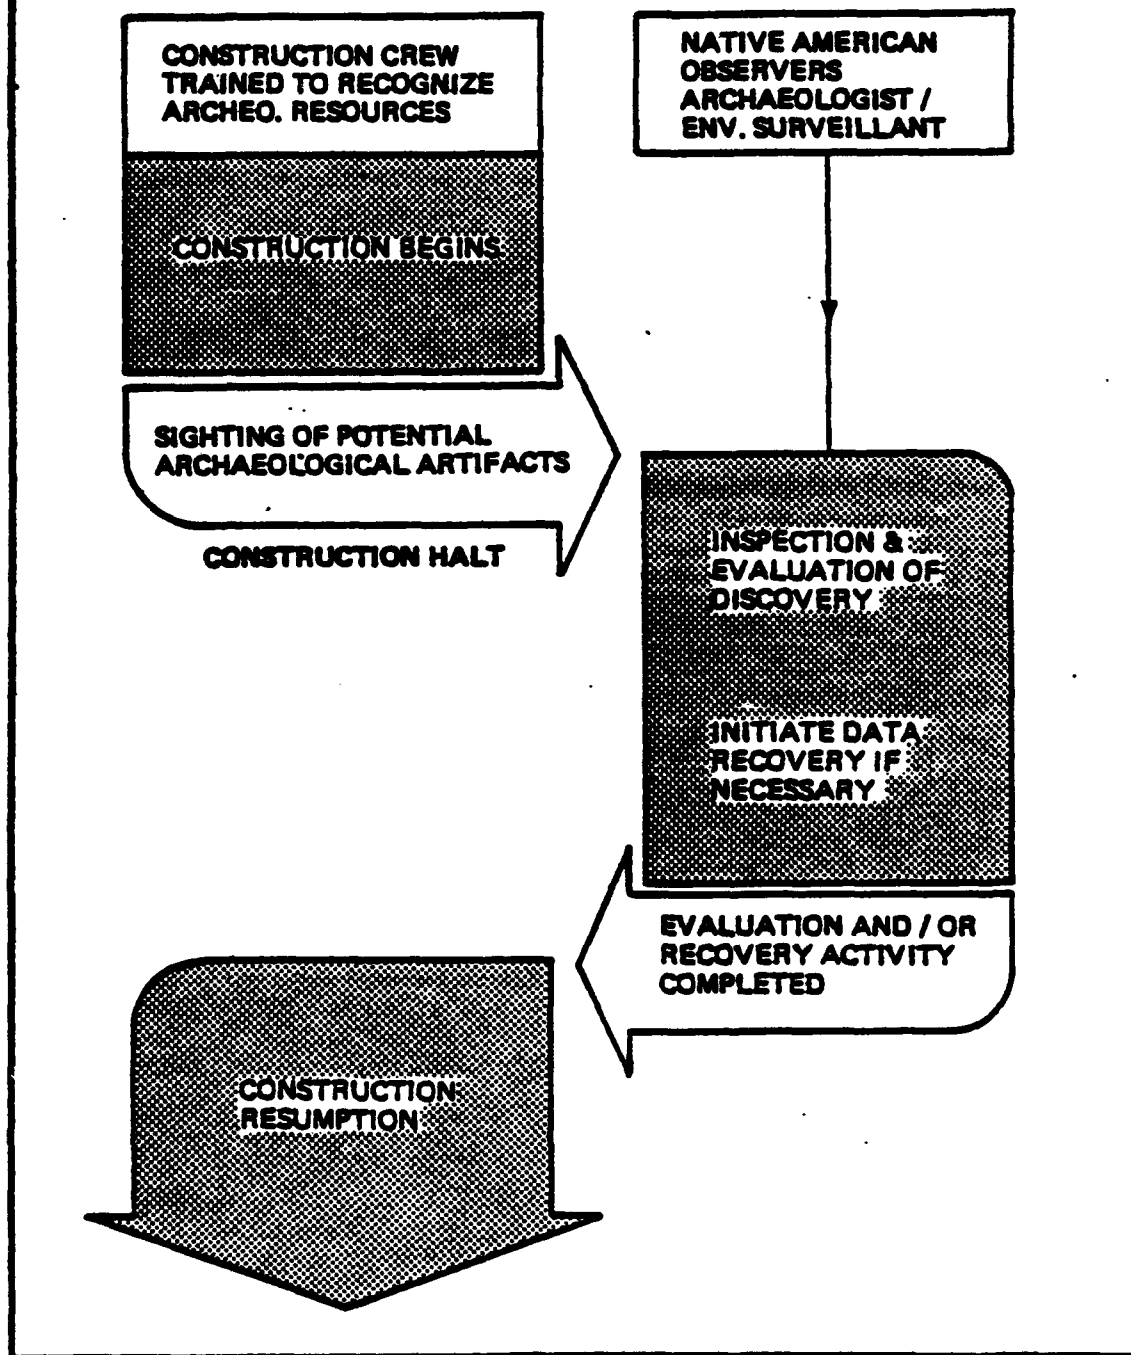 CONSTRUCTION CREW
TRAINED TO RECOGNIZE
ARCHEO. RESOURCES
NATIVE AMERICAN
OBSERVERS
ARCHAEOLOGIST /
ENV. SURVEILLANT
CONSTRUCTION BEGINS
SIGHTING OF POTENTIAL
ARCHAEOLOGICAL ARTIFACTS
CONSTRUCTION HALT
INSPECTION &
EVALUATION OF
DISCOVERY
INITIATE DATA
RECOVERY IF
NECESSARY
EVALUATION AND / OR
RECOVERY ACTIVITY
COMPLETED
CONSTRUCTION
RESUMPTION